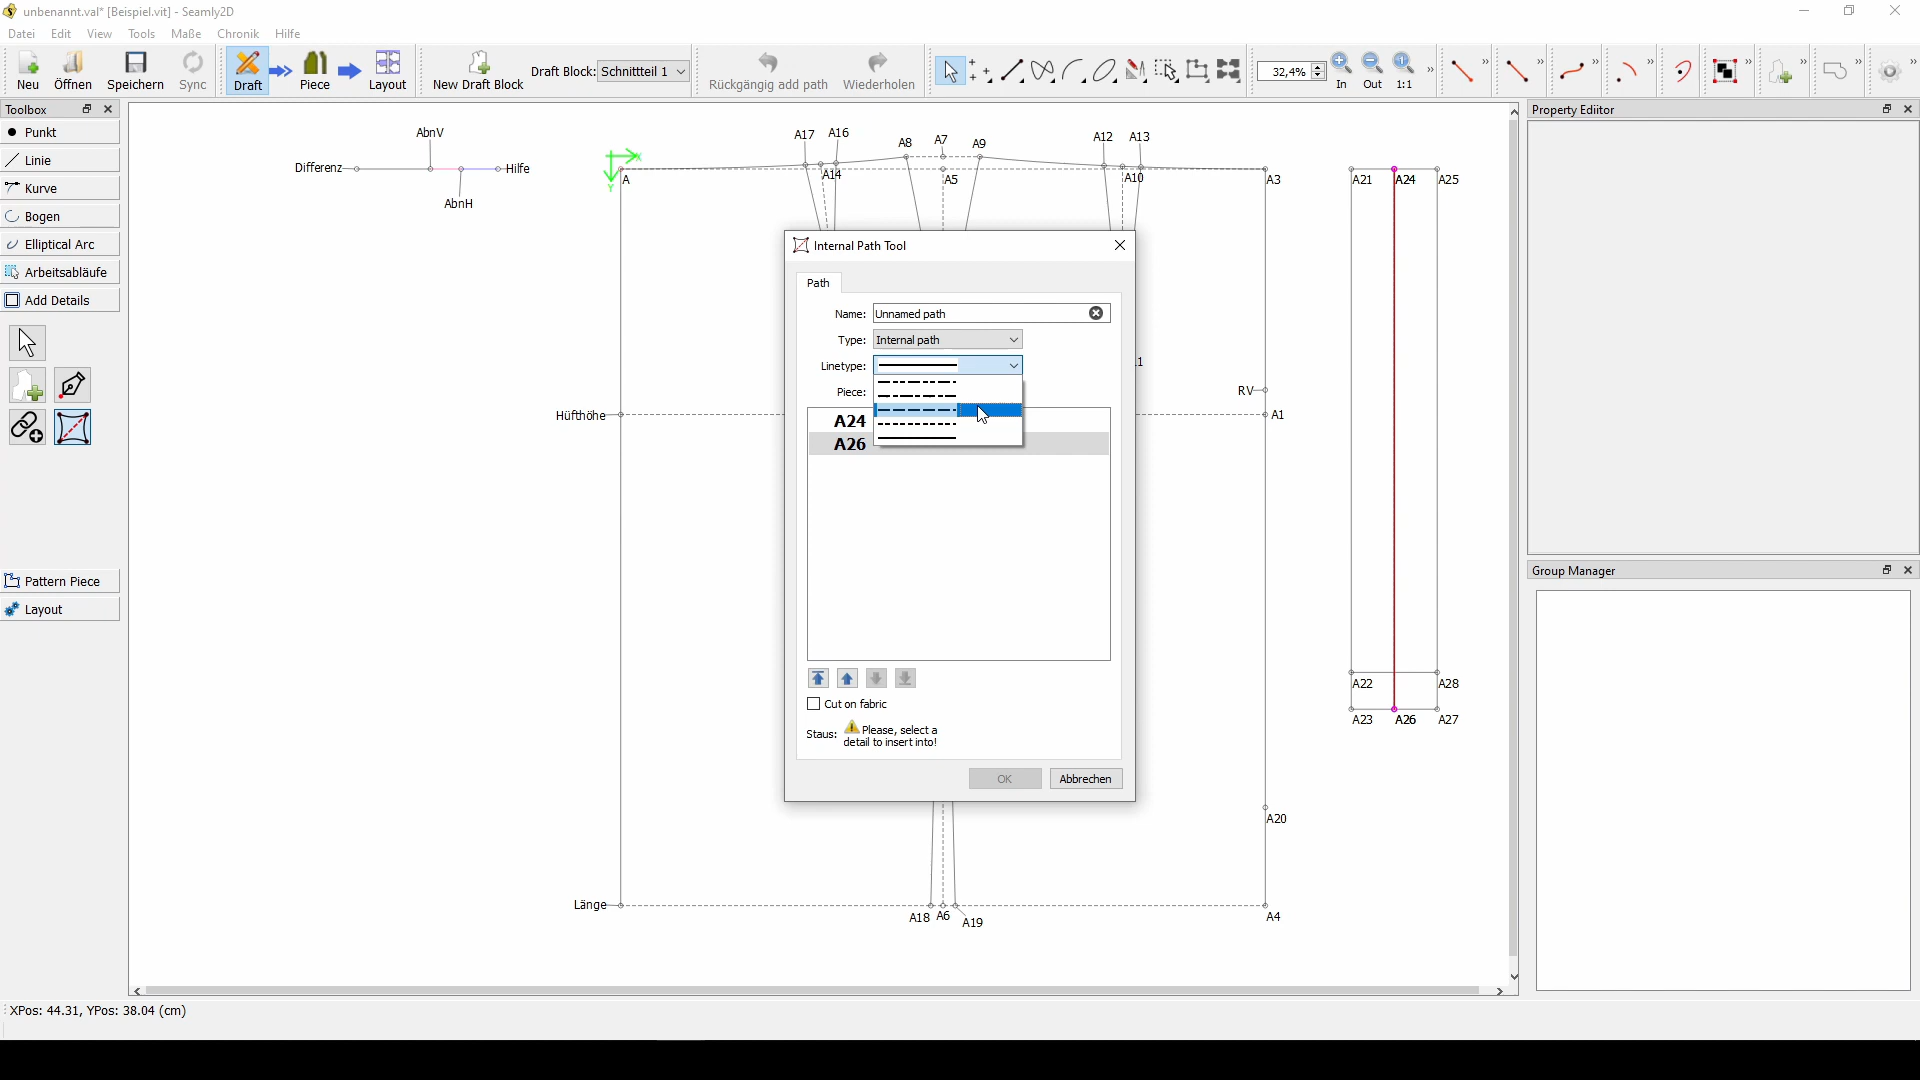 unbenannt.val* [Beispiel.vit] - Seamly2D
Datei Edit View Tools Maße Chronik Hilfe
Neu Öffnen Speichern Sync Draft Piece Layout New Draft Block Draft Block: Schnittteil 1 Rückgängig add path Wiederholen 32,4% In Out 1:1
Toolbox
Punkt
Linie
Kurve
Bogen
Elliptical Arc
Arbeitsabläufe
Add Details
Pattern Piece
Layout
Property Ediitor
Group Manager
AbnV
Differenz
Hilfe
AbnH
X
Y
A
A17 A16
A14
A8 A7 A9
A5
A12 A13
A10
A3
A21 A24 A25
Internal Path Tool
Path
Name: Unnamed path
Type: Internal path
Linetype:
Piece:
A24
A26
Cut on fabric
Staus: Please, select a
detail to insert into!
OK Abbrechen
RV
Hüfthöhe
A1
A22 A28
A23 A26 A27
A20
Länge
A18 A6 A19
A4
XPos: 44.31, YPos: 38.04 (cm)